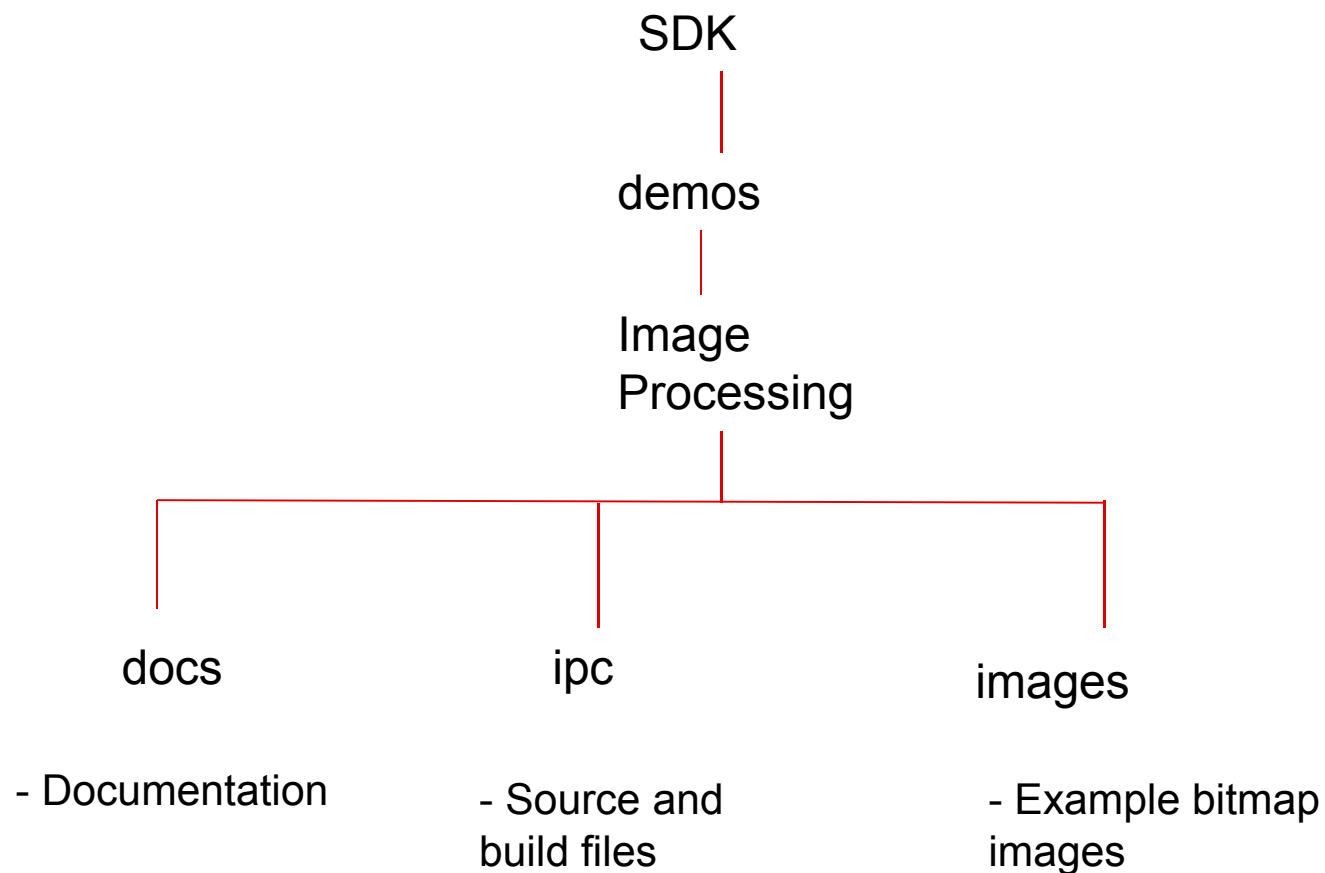 SDK
demos
Image
Processing
docs
ipc
images
- Documentation
- Source and
build files
- Example bitmap
images